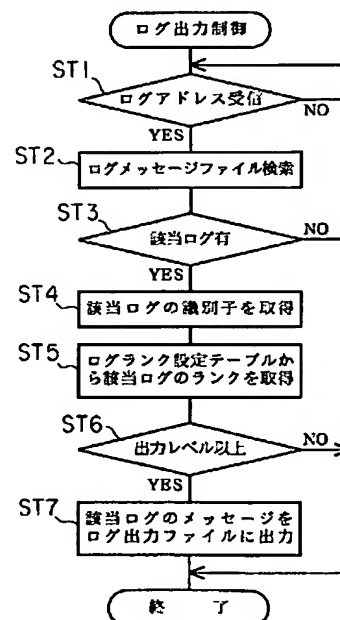 ログ出力制御
ST1
ログアドレス受信
NO
YES
ST2
ログメッセージファイル検索
ST3
該当ログ有
NO
YES
ST4
該当ログの識別子を取得
ST5
ログランク設定テーブルか
ら該当ログのランクを取得
ST6
出力レベル以上
NO
YES
ST7
該当ログのメッセージを
ログ出力ファイルに出力
終 了